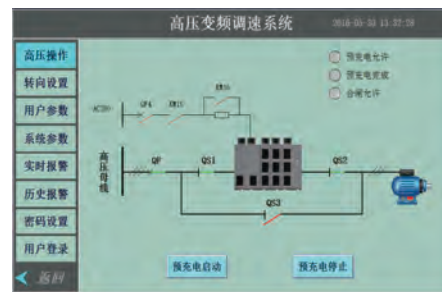 高压变频调速系统
高压操作
转向设置
用户参数
系统参数
实时报警
历史报警
密码设置
用户登录
返回
预充电允许
预充电完成
合闸允许
QF4
KM15
KM16
高压母线
QF
QS1
QS2
QS3
预充电启动
预充电停止